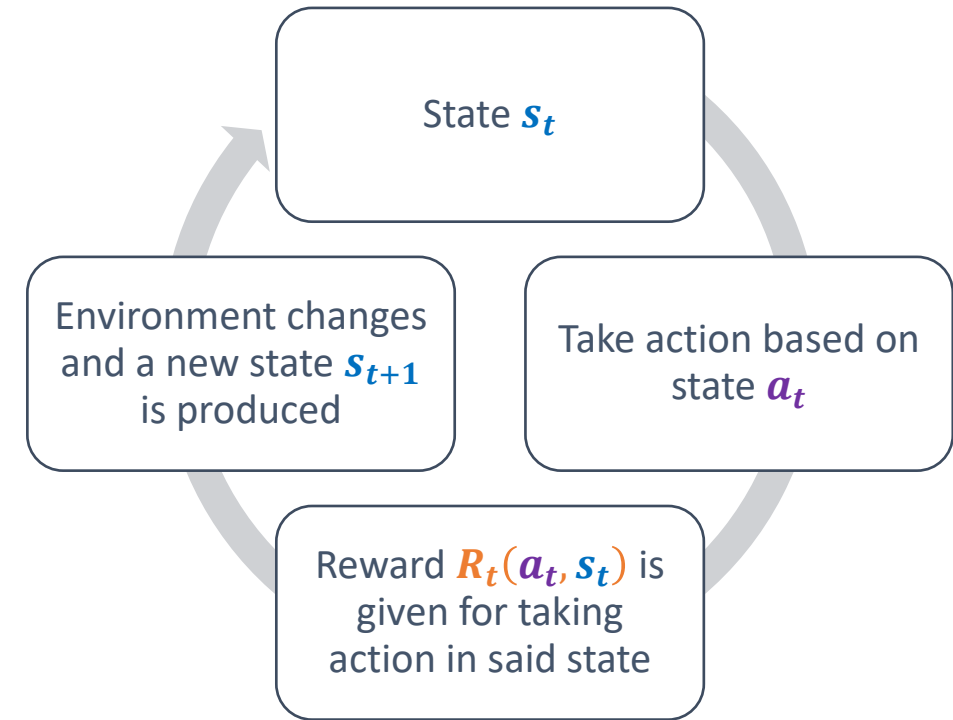 State sₜ
Take action based on
state aₜ
Reward Rₜ(aₜ, sₜ) is
given for taking
action in said state
Environment changes
and a new state sₜ₊₁
is produced